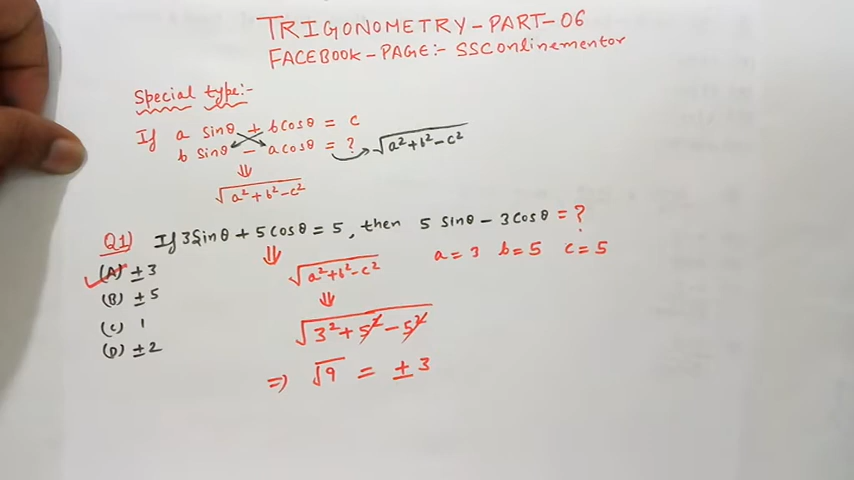 TRIGONOMETRY-PART-06
FACEBOOK-PAGE:- SSConlinementor
Special type:-
If a sinθ + bcosθ = c
b sinθ - acosθ = ? √a²+b²-c²
⇓
√a²+b²-c²
Q1) If 3Sinθ + 5Cosθ = 5, then 5 sinθ - 3Cosθ = ?
⇓
√a²+b²-c² a=3 b=5 c=5
⇓
(A) ±3
(B) ±5
(C) 1
(D) ±2
√3²+5²-5²
⇒ √9 = ±3